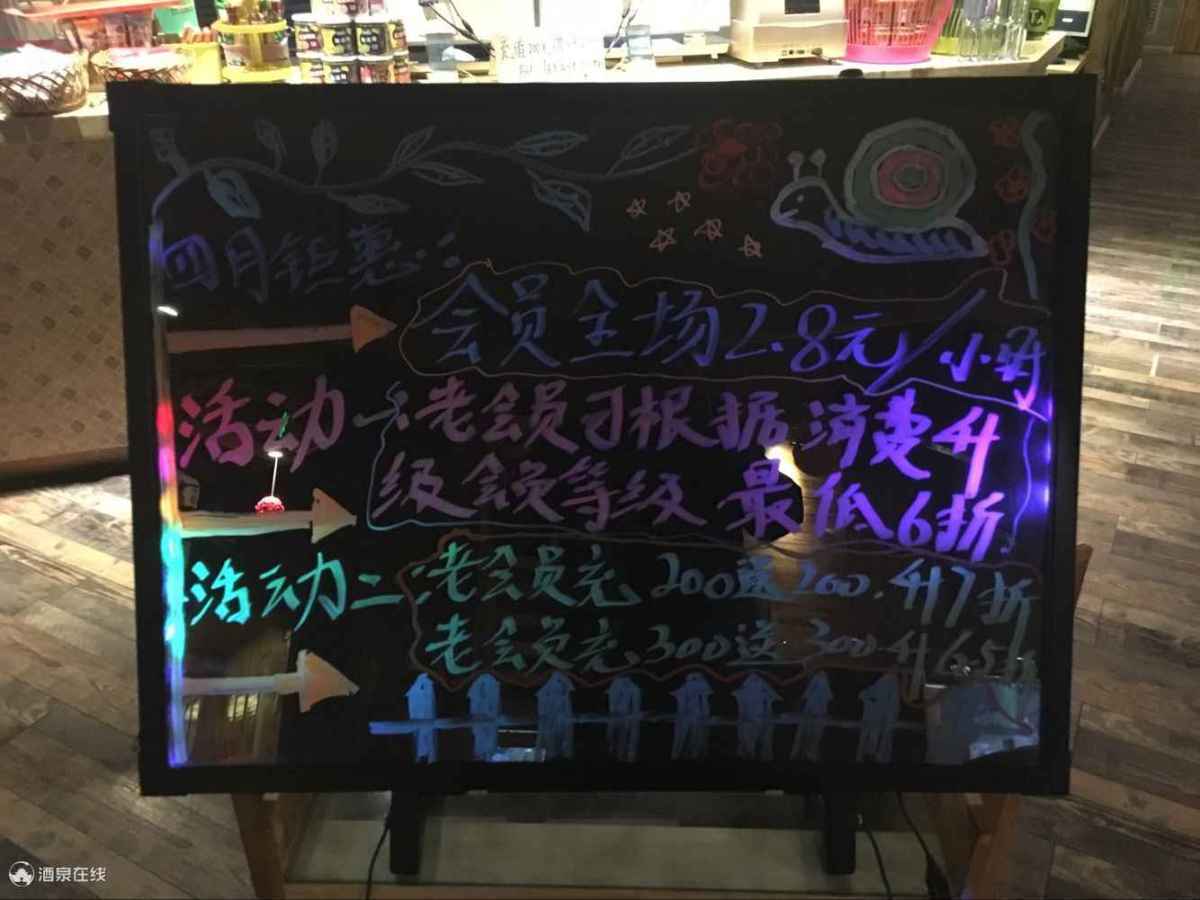 四月钜惠:
会员全场2.8元/小时
活动一:老会员可根据消费升
级会员等级 最低6折
活动二:老会员充200送200.升7折
老会员充300送300升6.5折
酒泉在线